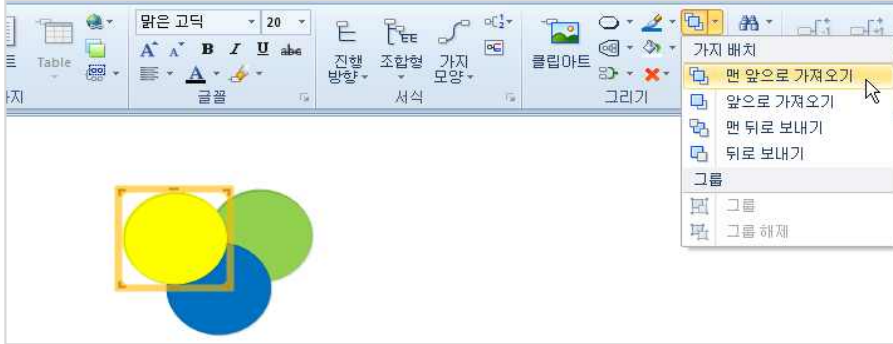 맑은 고딕 20
가 가 B I U abc
Table
진행
방향
조합형
가지
모양
클립아트
글꼴
서식
그리기
가지 배치
맨 앞으로 가져오기
앞으로 가져오기
맨 뒤로 보내기
뒤로 보내기
그룹
그룹
그룹 해제